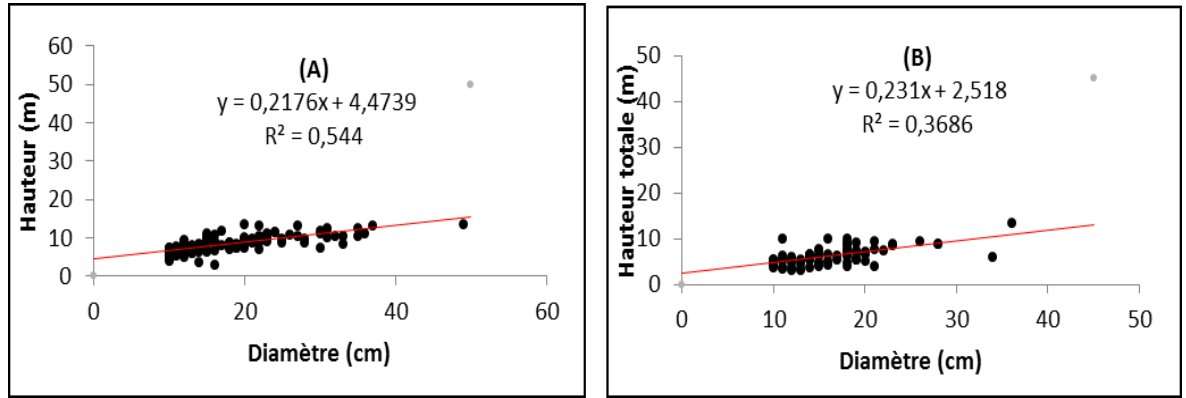 Hauteur (m)
60
50
40
30
20
10
0
(A)
y = 0,2176x + 4,4739
R² = 0,544
0 20 40 60
Diamètre (cm)
Hauteur totale (m)
50
40
30
20
10
0
(B)
y = 0,231x + 2,518
R² = 0,3686
0 10 20 30 40 50
Diamètre (cm)